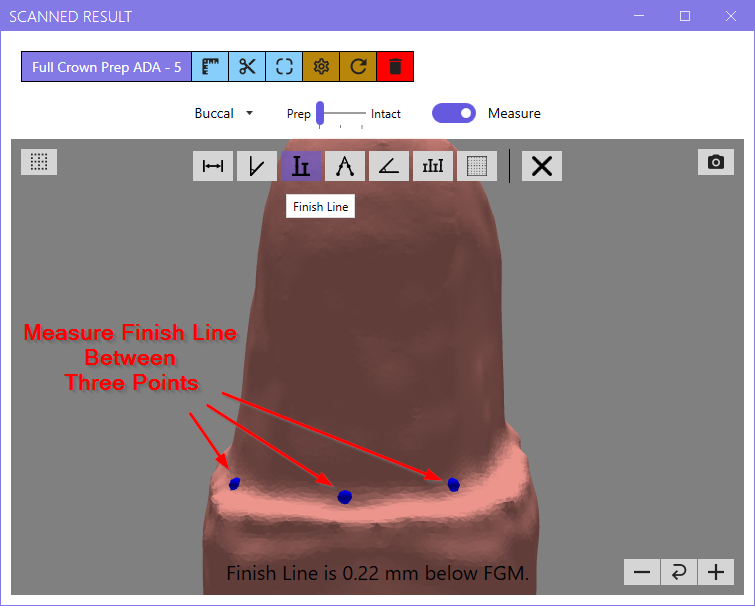 SCANNED RESULT
Full Crown Prep ADA - 5
Buccal
Prep
Intact
Measure
Finish Line
Measure Finish Line
Between
Three Points
Finish Line is 0.22 mm below FGM.